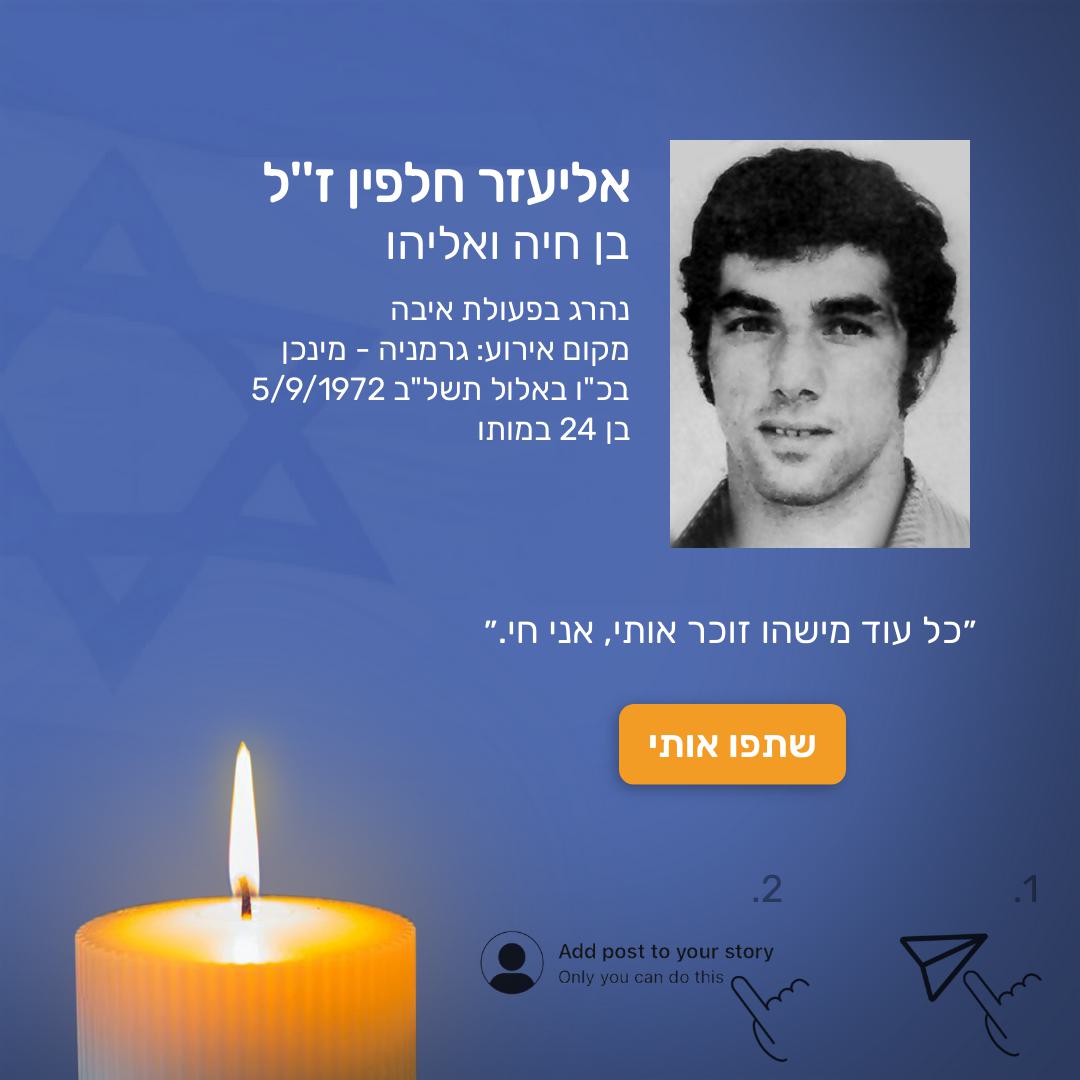 אליעזר חלפין ז"ל
בן חיה ואליהו
נהרג בפעולת איבה
מקום אירוע: גרמניה - מינכן
בכ"ו באלול תשל"ב 5/9/1972
בן 24 במותו
״כל עוד מישהו זוכר אותי, אני חי.״
שתפו אותי
1.
2.
Add post to your story
Only you can do this